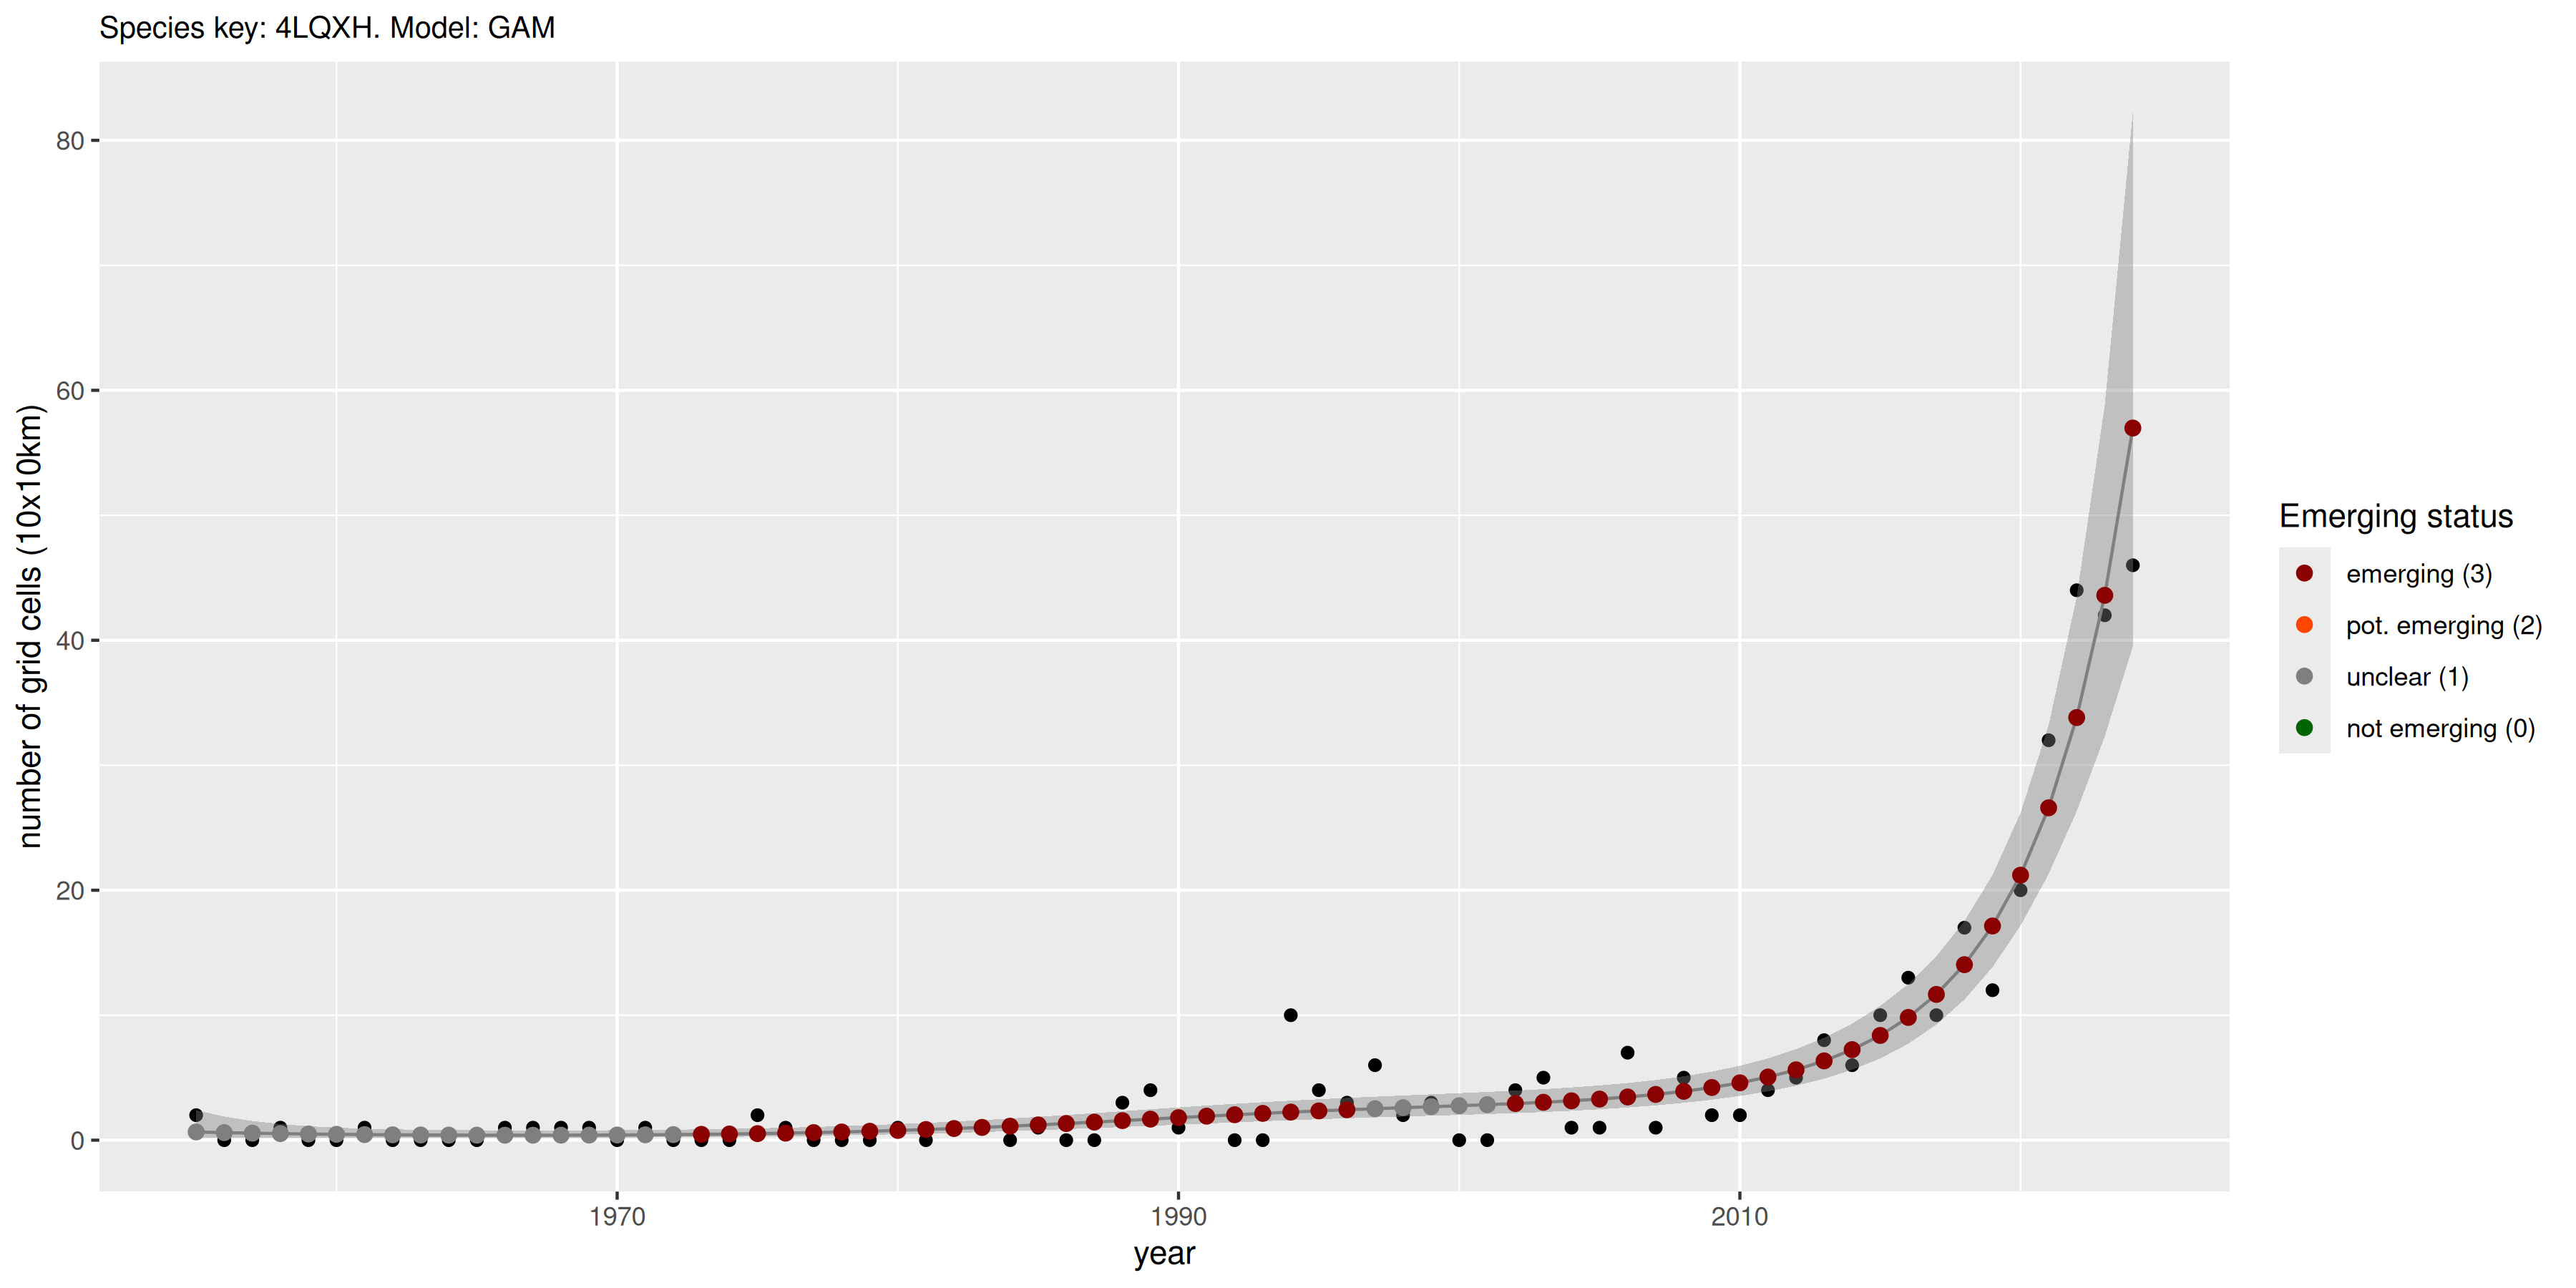 Species key: 4LQXH. Model: GAM
80
60
40
20
0
number of grid cells (10x10km)
1970
1990
2010
year
Emerging status
emerging (3)
pot. emerging (2)
unclear (1)
not emerging (0)